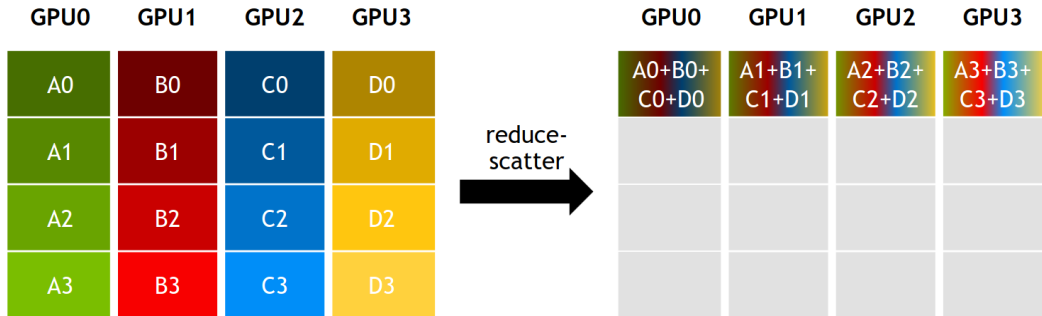 GPU0 GPU1 GPU2 GPU3 GPU0 GPU1 GPU2 GPU3
A0 B0 C0 D0 A0+B0+ A1+B1+ A2+B2+ A3+B3+
C0+D0 C1+D1 C2+D2 C3+D3
A1 B1 C1 D1
reduce-
scatter
A2 B2 C2 D2
A3 B3 C3 D3